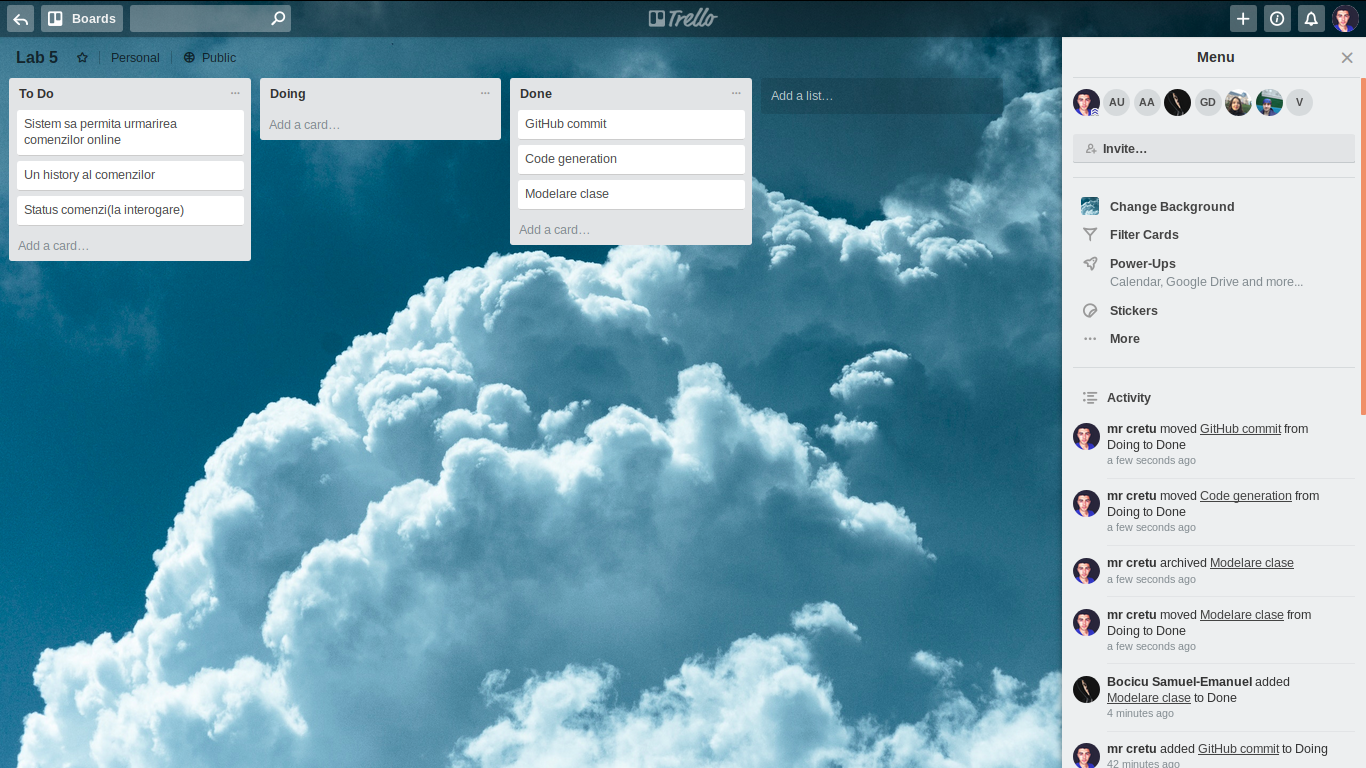 Boards
Trello
Lab 5
Personal
Public
To Do
Sistem sa permita urmarirea
comenzilor online
Un history al comenzilor
Status comenzi(la interogare)
Add a card…
Doing
Add a card…
Done
GitHub commit
Code generation
Modelare clase
Add a card…
Add a list…
Menu
AU
AA
GD
V
Invite…
Change Background
Filter Cards
Power-Ups
Calendar, Google Drive and more...
Stickers
More
Activity
mr cretu moved GitHub commit from
Doing to Done
a few seconds ago
mr cretu moved Code generation from
Doing to Done
a few seconds ago
mr cretu archived Modelare clase
a few seconds ago
mr cretu moved Modelare clase from
Doing to Done
a few seconds ago
Bocicu Samuel-Emanuel added
Modelare clase to Done
4 minutes ago
mr cretu added GitHub commit to Doing
42 minutes ago